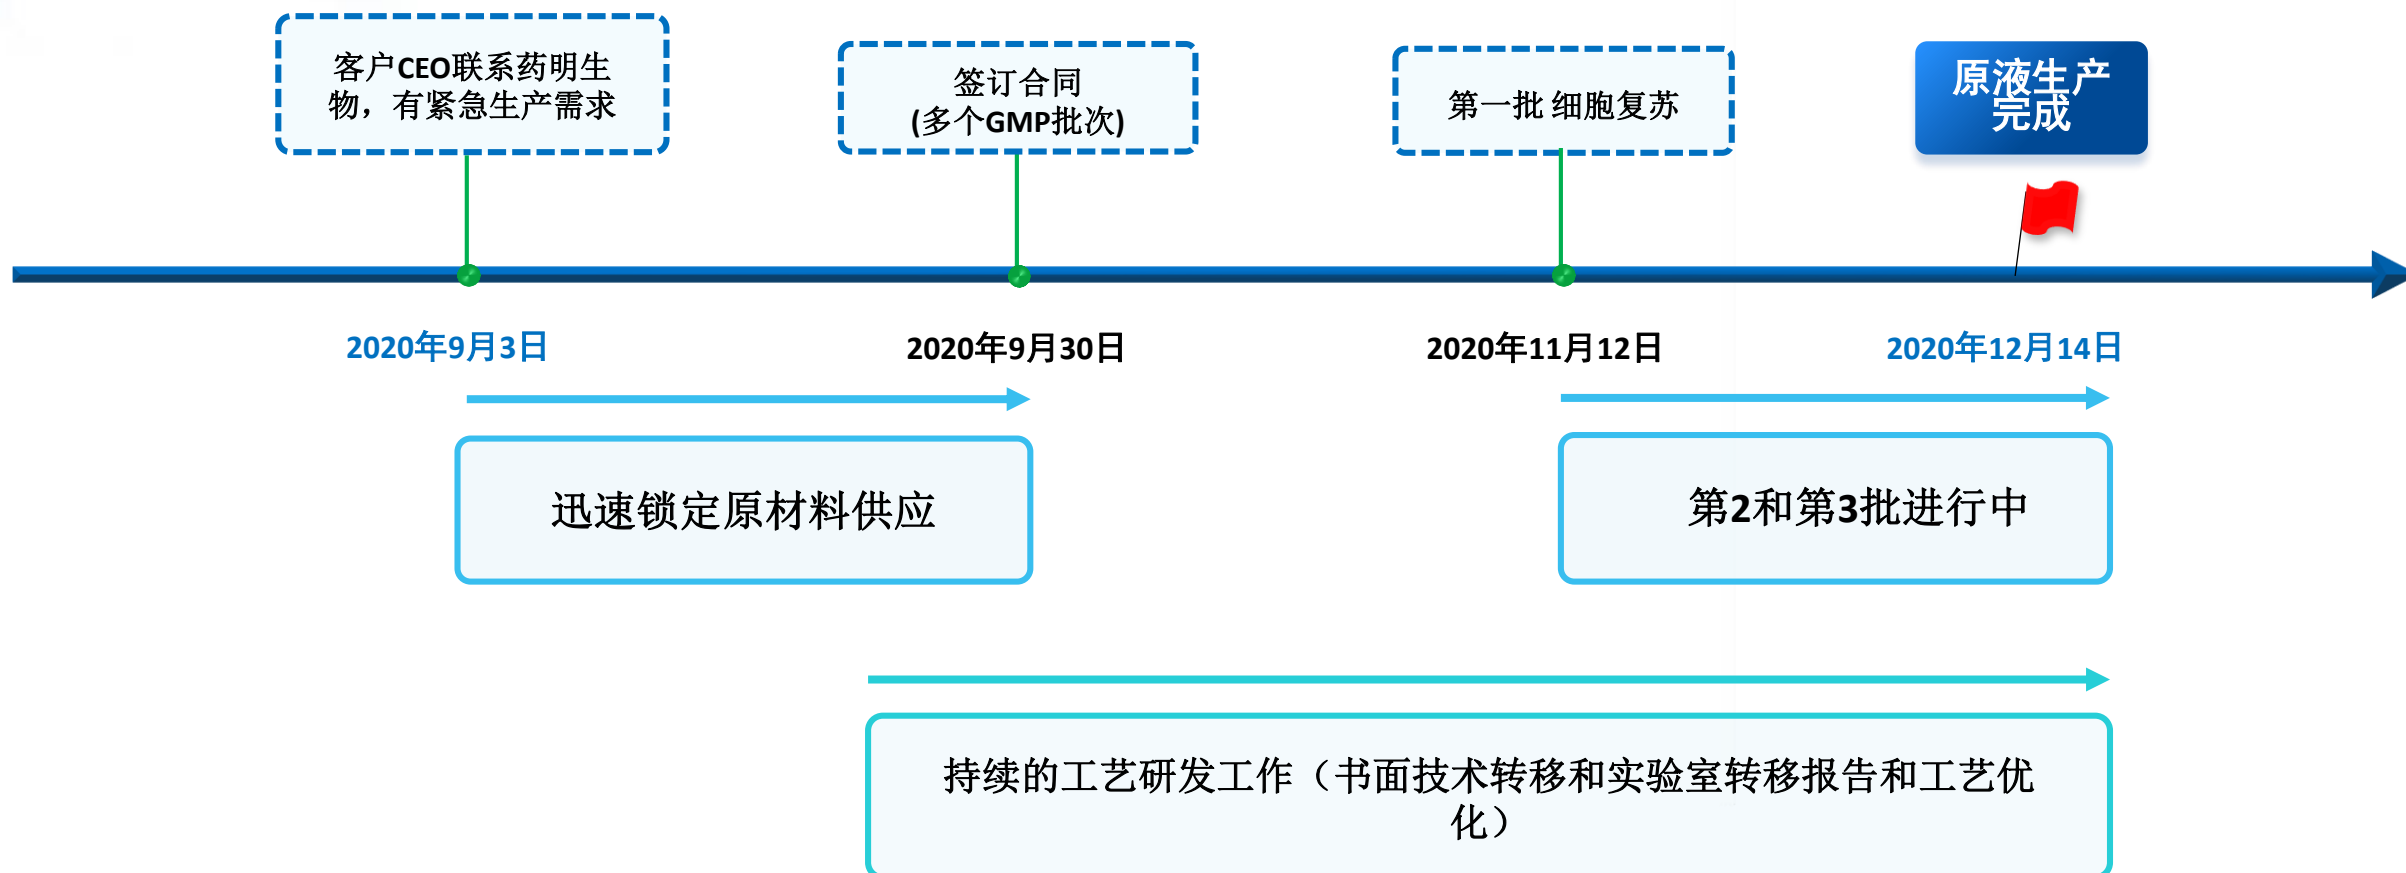 客户CEO联系药明生
物，有紧急生产需求
签订合同
(多个GMP批次)
第一批 细胞复苏
原液生产
完成
2020年9月3日
2020年9月30日
2020年11月12日
2020年12月14日
迅速锁定原材料供应
第2和第3批进行中
持续的工艺研发工作（书面技术转移和实验室转移报告和工艺优
化）